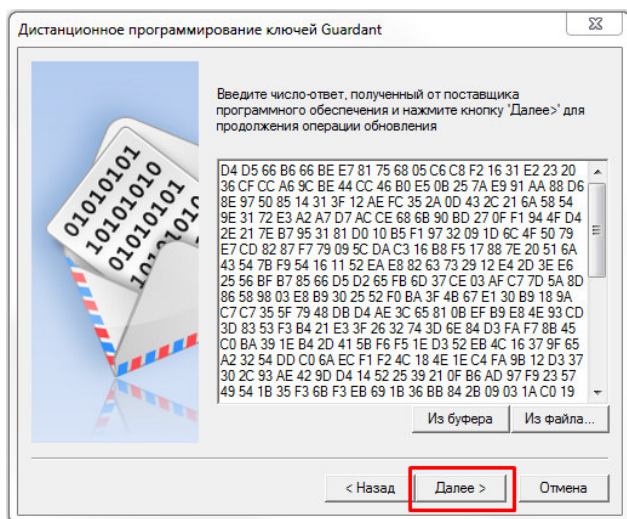 Дистанционное программирование ключей Guardant
Введите число-ответ, полученный от поставщика
программного обеспечения и нажмите кнопку 'Далее>' для
продолжения операции обновления
D4 D5 66 B6 66 BE E7 81 75 68 05 C6 C8 F2 16 31 E2 23 20
36 CF CC A6 9C BE 44 CC 46 B0 E5 0B 25 7A E9 91 AA 88 D6
8E 97 50 85 14 31 3F 12 AE FC 35 2A 0D 43 2C 21 6A 58 54
9E 31 72 E3 A2 A7 D7 AC CE 68 6B 90 BD 27 0F F1 94 4F D4
2E 21 7E B7 95 31 81 D0 10 B5 F1 97 32 09 1D 6C 4F 50 79
E7 CD 82 87 F7 79 09 5C DA C3 16 B8 F5 17 88 7E 20 51 6A
43 54 7B F9 54 16 11 52 EA E8 82 63 73 29 12 E4 2D 3E E6
25 56 BF B7 85 66 D5 D2 65 FB 6D 37 CE 03 AF C7 7D 5A 8D
86 58 98 03 E8 B9 30 25 52 F0 BA 3F 4B 67 E1 30 B9 18 9A
C7 C7 35 5F 79 48 DB D4 AE 3C 65 81 0B EF B9 E8 4E 93 CD
3D 83 53 F3 B4 21 E3 3F 26 32 74 3D 6E 84 D3 FA F7 8B 45
C0 BA 39 1E B4 2D 41 5B F6 F5 1E D3 52 EB 4C 16 37 9F 65
A2 32 54 DD C0 6A EC F1 F2 4C 18 4E 1E C4 FA 9B 12 D3 37
30 2C 93 AE 42 9D D4 14 52 25 39 21 0F B6 AD 97 F9 23 57
49 54 1B 35 F3 6B F3 EB 69 1B 36 BB 84 2B 09 03 1A C0 19
01010101
01010
10101010
01010101
Из буфера Из файла...
< Назад Далее > Отмена